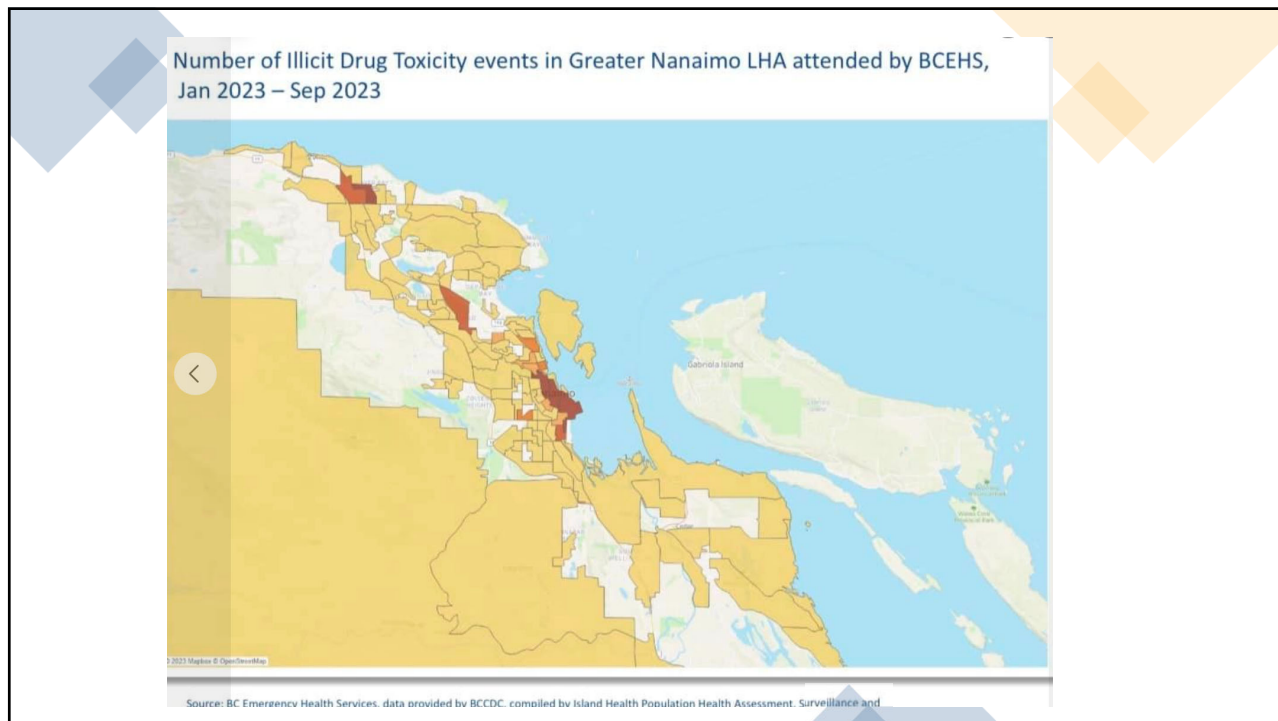 Number of Illicit Drug Toxicity events in Greater Nanaimo LHA attended by BCEHS,
Jan 2023 – Sep 2023
Gabriola Island
Cedar
2023 Mapbox © OpenStreetMap
Source: BC Emergency Health Services, data provided by BCCDC, compiled by Island Health Population Health Assessment, Surveillance and